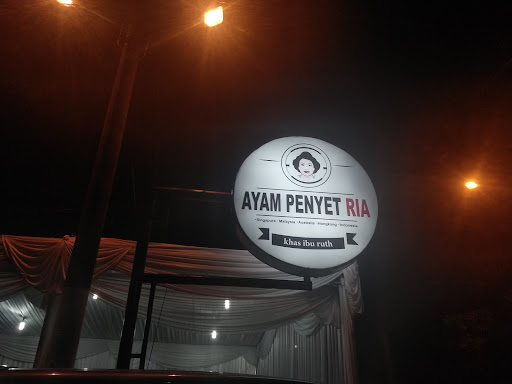 AYAM PENYET RIA
• Singapore • Malaysia • Australia • Hongkong • Indonesia
khas ibu ruth